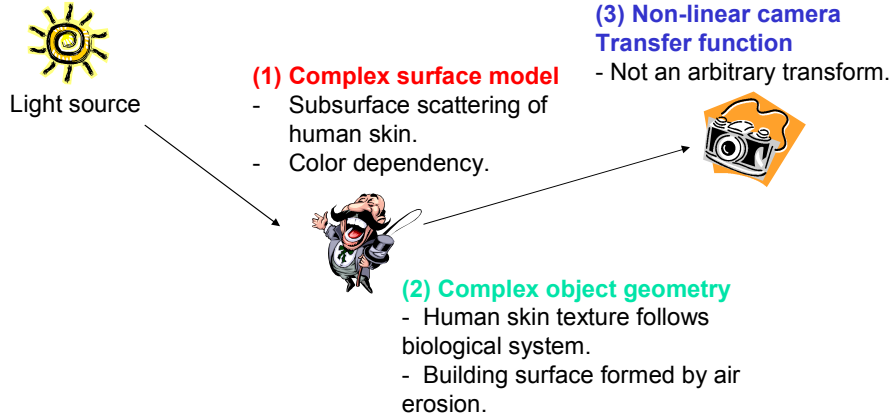 Light source
(1) Complex surface model
- Subsurface scattering of
human skin.
- Color dependency.
(2) Complex object geometry
- Human skin texture follows
biological system.
- Building surface formed by air
erosion.
(3) Non-linear camera
Transfer function
- Not an arbitrary transform.